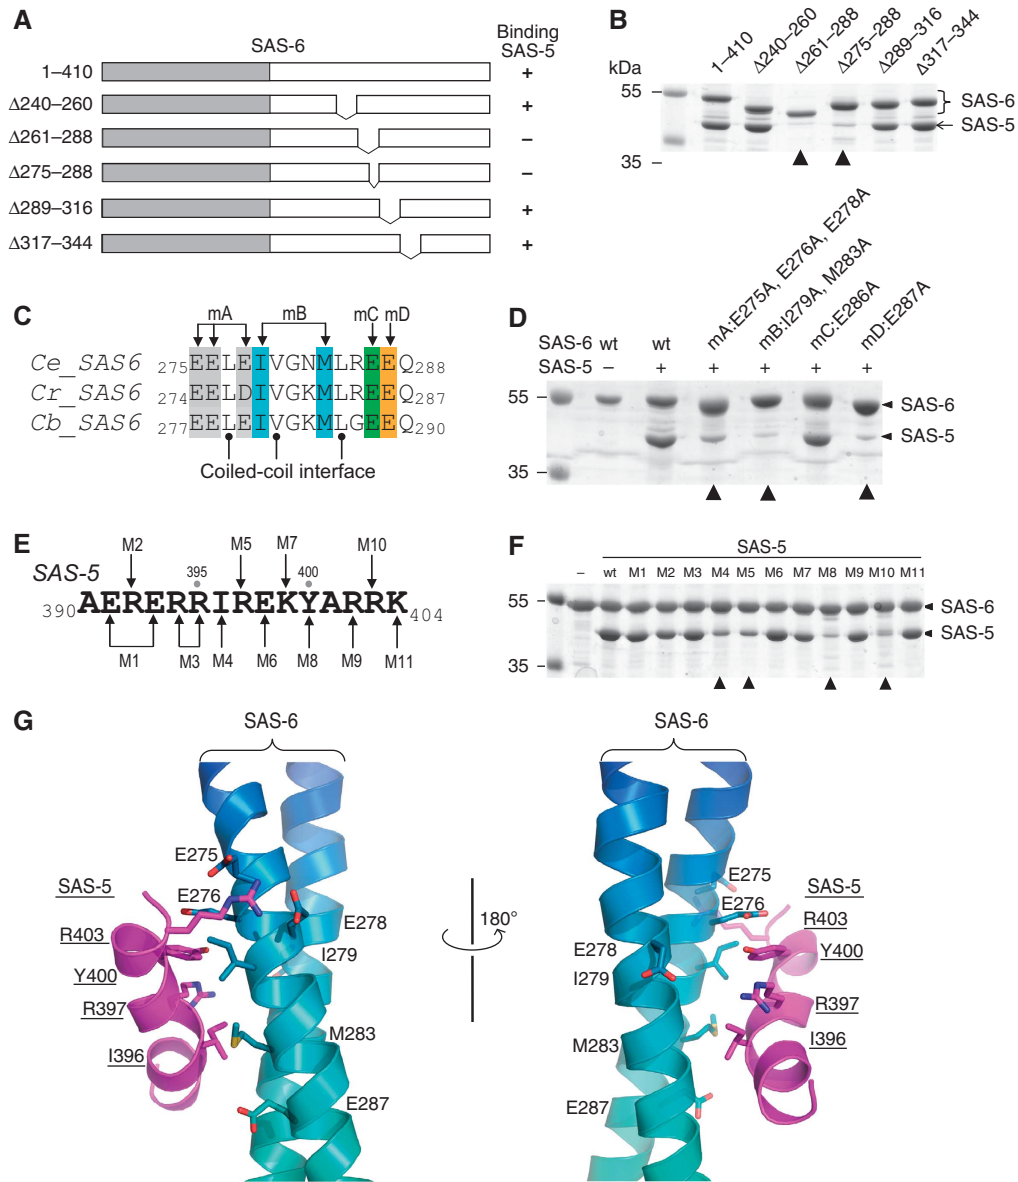 A
SAS-6
Binding
SAS-5
1–410 +
Δ240–260 +
Δ261–288 –
Δ275–288 –
Δ289–316 +
Δ317–344 +
B
1–410
Δ240–260
Δ261–288
Δ275–288
Δ289–316
Δ317–344
kDa
55
35
SAS-6
SAS-5
C
mA mB mC mD
Ce_SAS6 275 EELEIVGNMLREEQ 288
Cr_SAS6 274 EELDIVGKMLREEQ 287
Cb_SAS6 277 EELEIVGKMLGEEQ 290
Coiled-coil interface
D
mA:E275A, E276A, E278A
mB:I279A, M283A
mC:E286A
mD:E287A
SAS-6 wt wt
SAS-5 – + + + + +
55
35
SAS-6
SAS-5
E
M2 M5 M7 M10
SAS-5 395 400
390 AERERRIREKYARRK 404
M1 M3 M4 M6 M8 M9 M11
F
SAS-5
– wt M1 M2 M3 M4 M5 M6 M7 M8 M9 M10 M11
55
35
SAS-6
SAS-5
G
SAS-6
E275
SAS-5
E276
R403
E278
Y400
I279
R397
M283
I396
E287
180°
SAS-6
E275
SAS-5
E276
R403
E278
Y400
I279
R397
M283
I396
E287